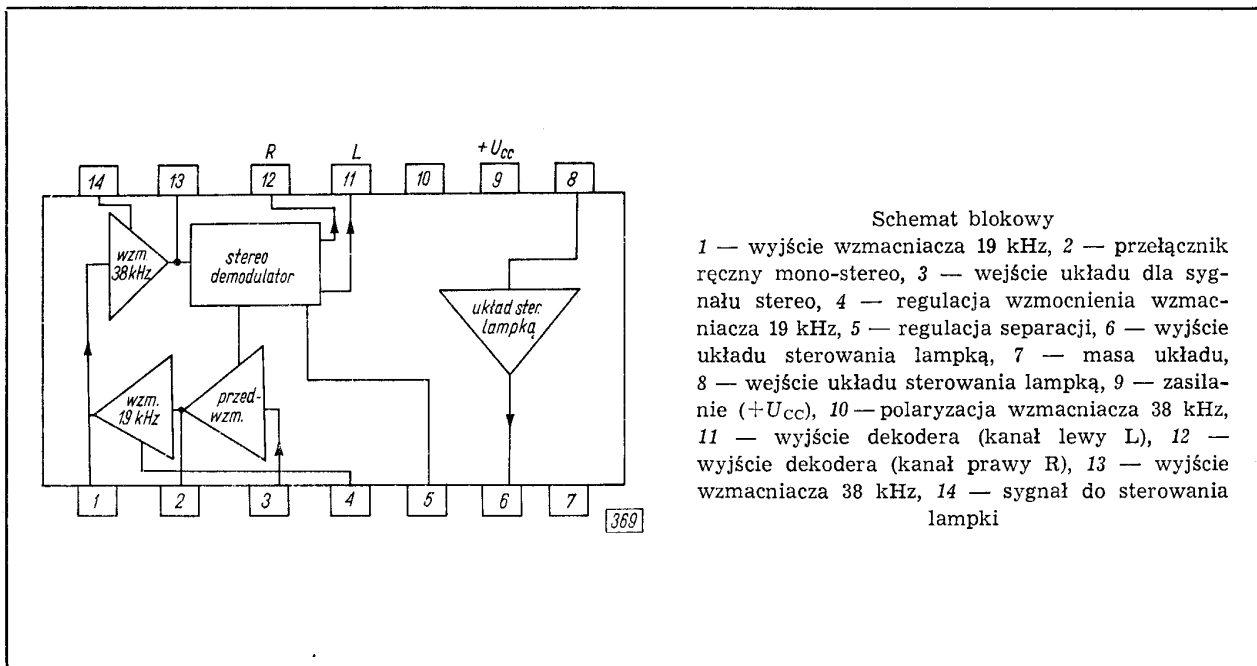 R L +Ucc
14 13 12 11 10 9 8
wzm.
38 kHz
stereo
demodulator
układ ster.
lampką
wzm.
19 kHz
przed-
wzm.
1 2 3 4 5 6 7
369
Schemat blokowy
1 — wyjście wzmacniacza 19 kHz, 2 — przełącznik
ręczny mono-stereo, 3 — wejście układu dla syg-
nału stereo, 4 — regulacja wzmocnienia wzmac-
niacza 19 kHz, 5 — regulacja separacji, 6 — wyjście
układu sterowania lampką, 7 — masa układu,
8 — wejście układu sterowania lampką, 9 — zasila-
nie (+UCC), 10 — polaryzacja wzmacniacza 38 kHz,
11 — wyjście dekodera (kanał lewy L), 12 —
wyjście dekodera (kanał prawy R), 13 — wyjście
wzmacniacza 38 kHz, 14 — sygnał do sterowania
lampki